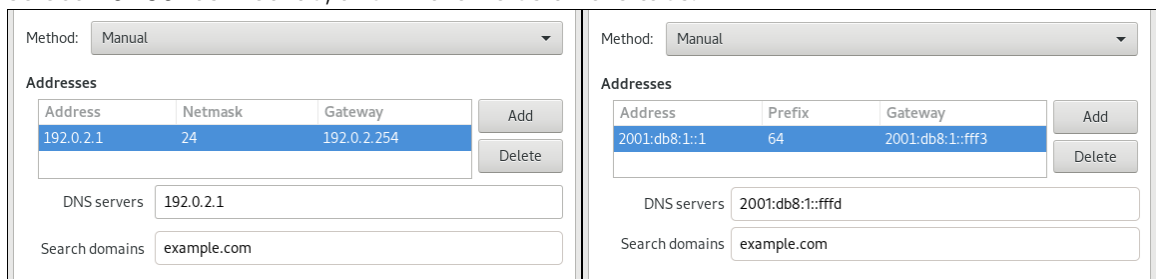 Method: Manual
Addresses
Address Netmask Gateway
192.0.2.1 24 192.0.2.254
Add
Delete
DNS servers 192.0.2.1
Search domains example.com
Method: Manual
Addresses
Address Prefix Gateway
2001:db8:1::1 64 2001:db8:1::fff3
Add
Delete
DNS servers 2001:db8:1::fffd
Search domains example.com